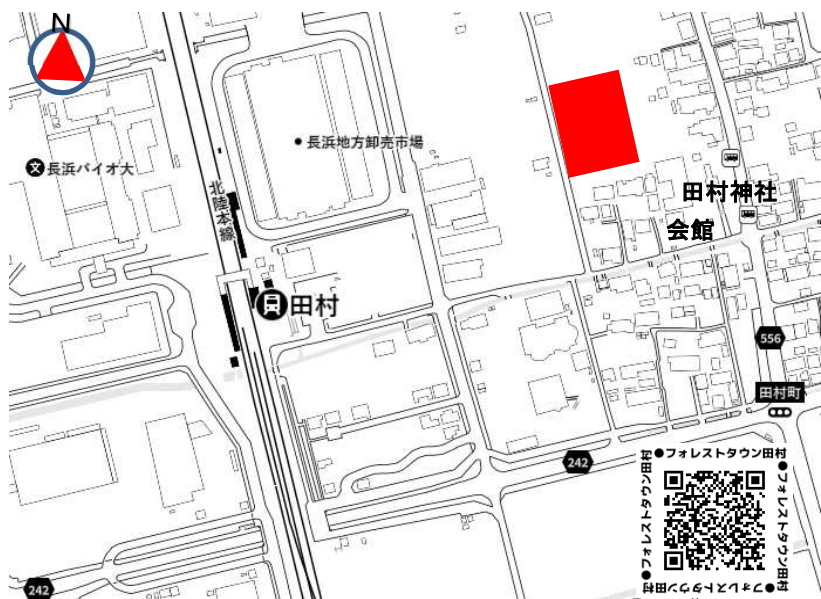 N
長浜地方卸売市場
文
長浜バイオ大
北陸本線
田村神社
会館
田村
556
田村町
242
●フォレストタウン田村
●フォレストタウン田村
●フォレストタウン田村
●フォレストタウン田村
242